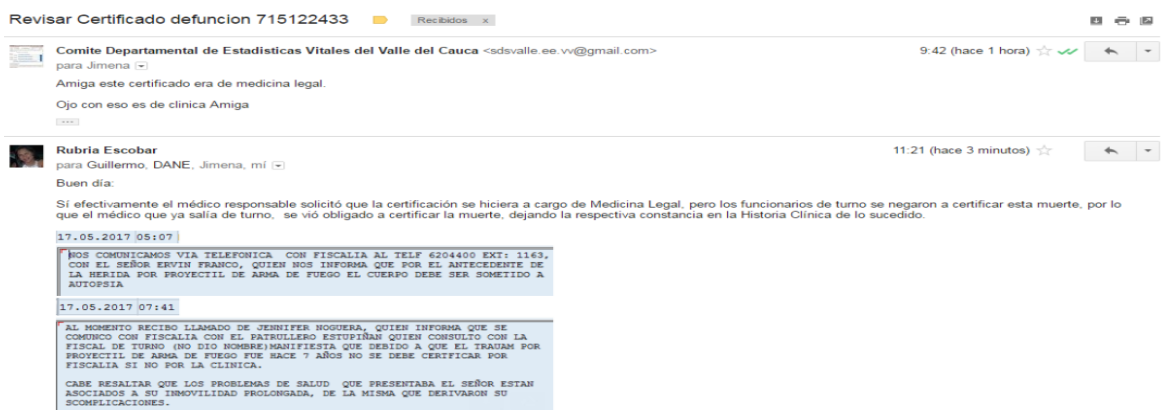 Revisar Certificado defuncion 715122433 Recibidos x
Comite Departamental de Estadisticas Vitales del Valle del Cauca <sdsvalle.ee.vv@gmail.com> 9:42 (hace 1 hora)
para Jimena
Amiga este certificado era de medicina legal.
Ojo con eso es de clinica Amiga
Rubria Escobar 11:21 (hace 3 minutos)
para Guillermo, DANE, Jimena, mí
Buen día:
Sí efectivamente el médico responsable solicitó que la certificación se hiciera a cargo de Medicina Legal, pero los funcionarios de turno se negaron a certificar esta muerte, por lo
que el médico que ya salía de turno, se vió obligado a certificar la muerte, dejando la respectiva constancia en la Historia Clínica de lo sucedido.
17.05.2017 05:07
NOS COMUNICAMOS VIA TELEFONICA CON FISCALIA AL TELF 6204400 EXT: 1163,
CON EL SEÑOR ERVIN FRANCO, QUIEN NOS INFORMA QUE POR EL ANTECEDENTE DE
LA HERIDA POR PROYECTIL DE ARMA DE FUEGO EL CUERPO DEBE SER SOMETIDO A
AUTOPSIA
17.05.2017 07:41
AL MOMENTO RECIBO LLAMADO DE JENNIFER NOGUERA, QUIEN INFORMA QUE SE
COMUNCO CON FISCALIA CON EL PATRULLERO ESTUPIÑAN QUIEN CONSULTO CON LA
FISCAL DE TURNO (NO DIO NOMBRE)MANIFIESTA QUE DEBIDO A QUE EL TRAUAM POR
PROYECTIL DE ARMA DE FUEGO FUE HACE 7 AÑOS NO SE DEBE CERTFICAR POR
FISCALIA SI NO POR LA CLINICA.
CABE RESALTAR QUE LOS PROBLEMAS DE SALUD QUE PRESENTABA EL SEÑOR ESTAN
ASOCIADOS A SU INMOVILIDAD PROLONGADA, DE LA MISMA QUE DERIVARON SU
SCOMPLICACIONES.